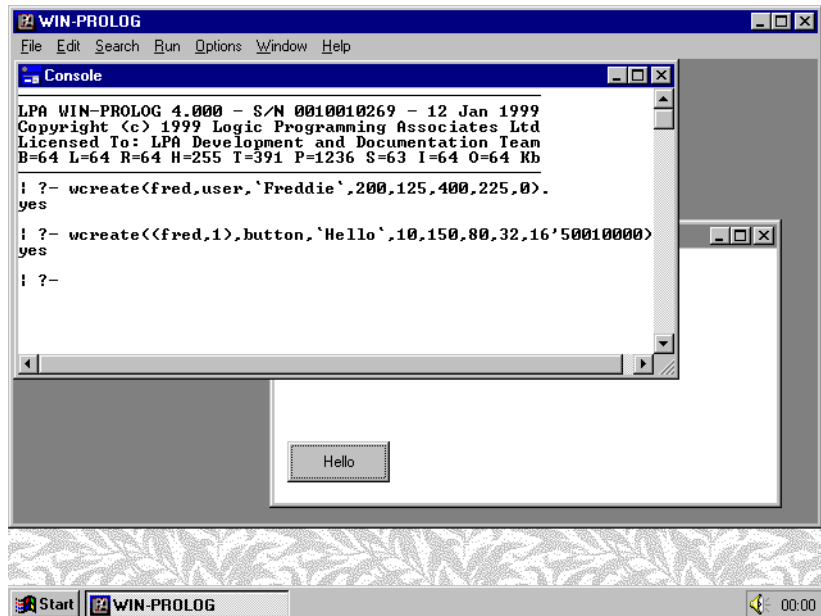 WIN-PROLOG
File Edit Search Run Options Window Help
Console
LPA WIN-PROLOG 4.000 - S/N 0010010269 - 12 Jan 1999
Copyright (c) 1999 Logic Programming Associates Ltd
Licensed To: LPA Development and Documentation Team
B=64 L=64 R=64 H=255 T=391 P=1236 S=63 I=64 O=64 Kb
| ?- wcreate(fred,user,`Freddie`,200,125,400,225,0).
yes
| ?- wcreate((fred,1),button,`Hello`,10,150,80,32,16'50010000)
yes
| ?-
Hello
Start WIN-PROLOG 00:00